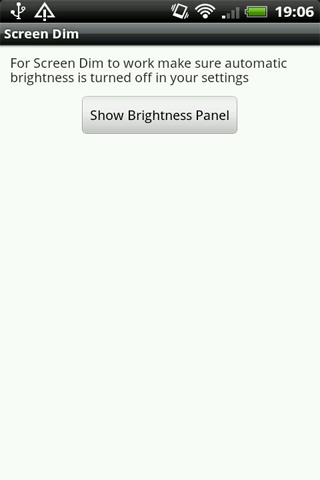 19:06
Screen Dim
For Screen Dim to work make sure automatic
brightness is turned off in your settings
Show Brightness Panel